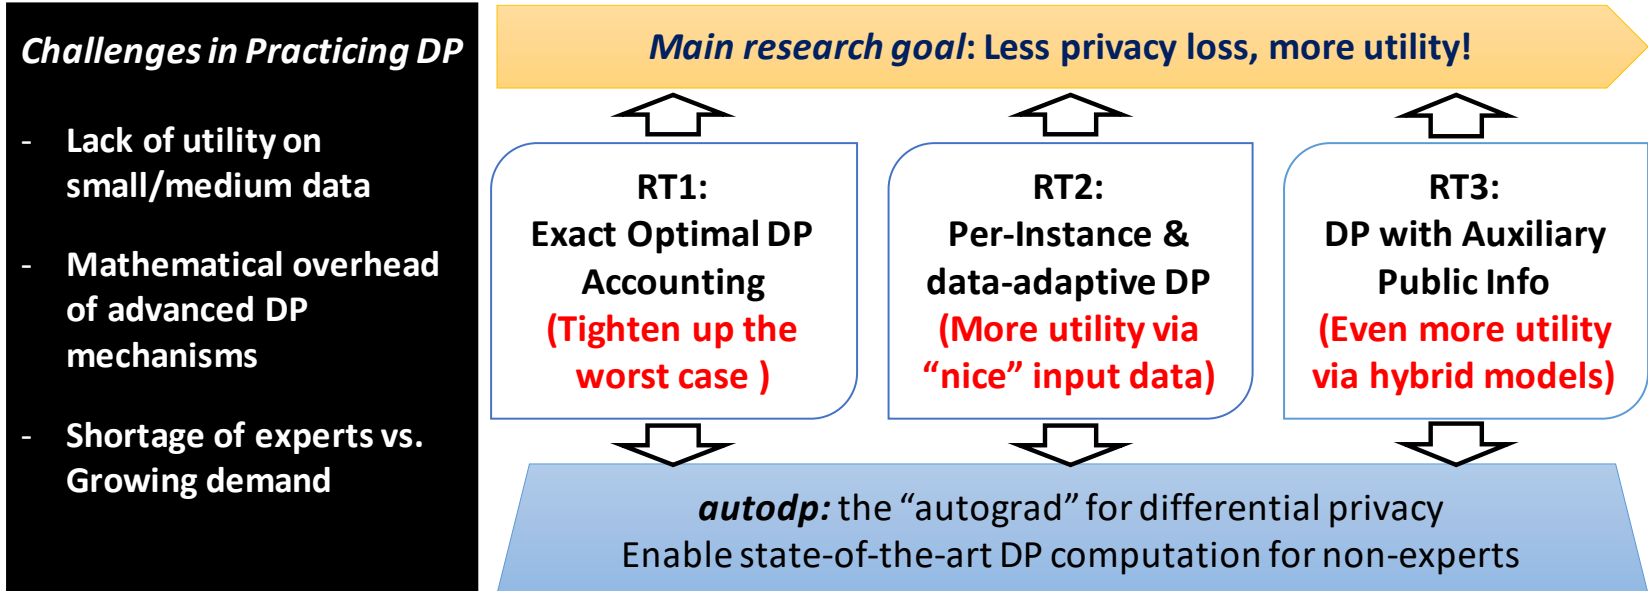 Challenges in Practicing DP
- Lack of utility on
small/medium data
- Mathematical overhead
of advanced DP
mechanisms
- Shortage of experts vs.
Growing demand
Main research goal: Less privacy loss, more utility!
RT1:
Exact Optimal DP
Accounting
(Tighten up the
worst case )
RT2:
Per-Instance &
data-adaptive DP
(More utility via
“nice” input data)
RT3:
DP with Auxiliary
Public Info
(Even more utility
via hybrid models)
autodp: the “autograd” for differential privacy
Enable state-of-the-art DP computation for non-experts